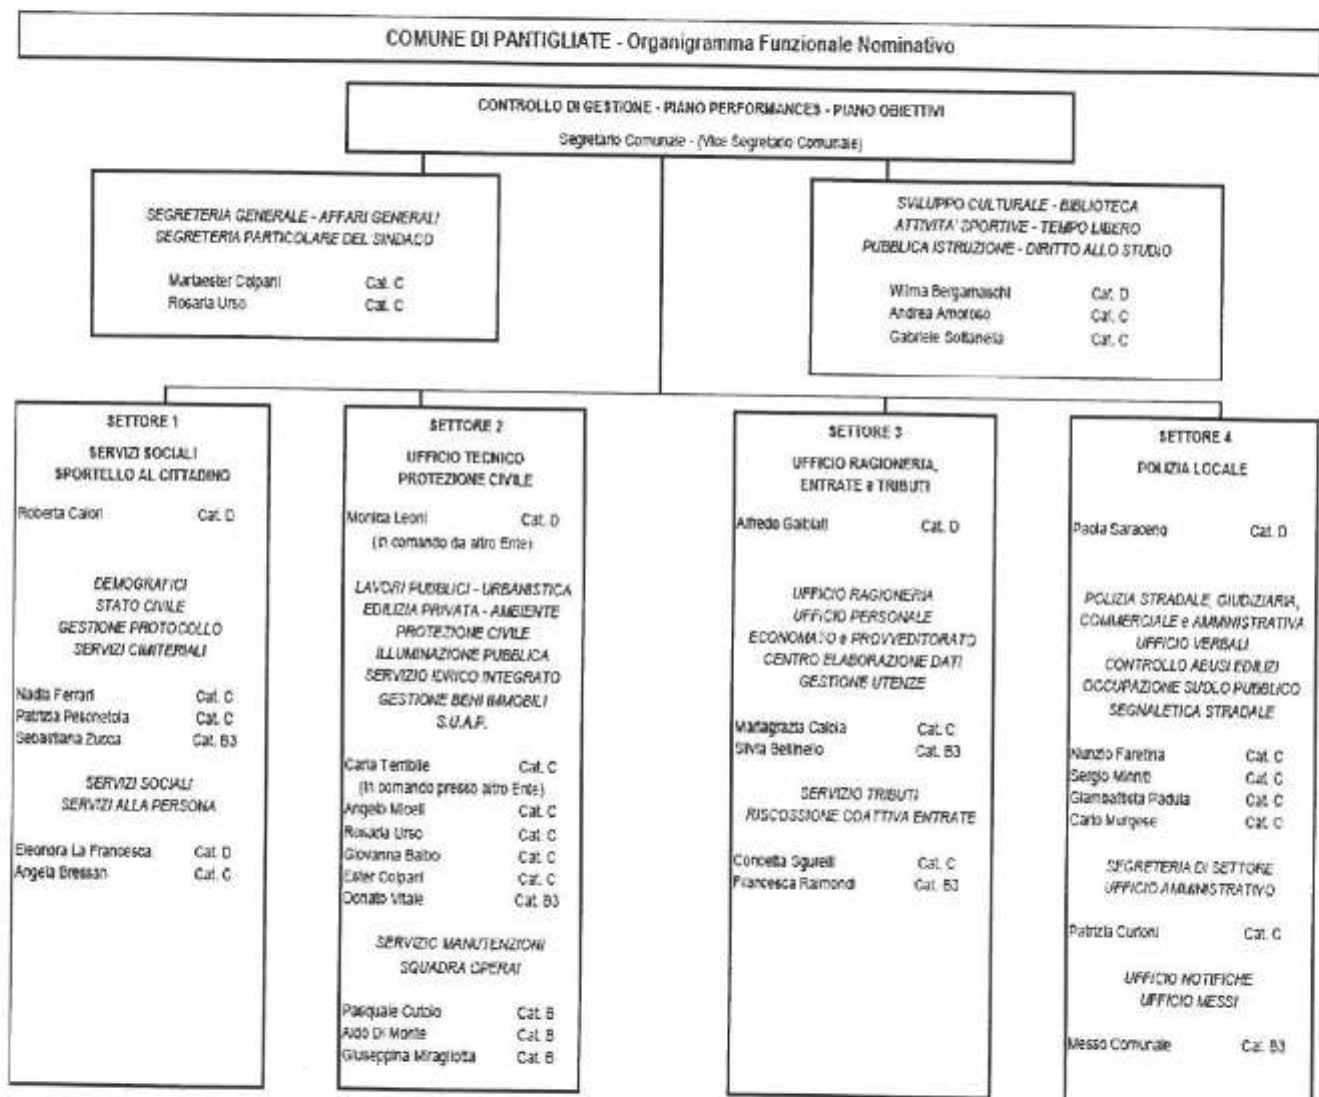 COMUNE DI PANTIGLIATE - Organigramma Funzionale Nominativo
CONTROLLO DI GESTIONE - PIANO PERFORMANCES - PIANO OBIETTIVI
Segretario Comunale - (Vice Segretario Comunale)
SEGRETERIA GENERALE - AFFARI GENERALI
SEGRETERIA PARTICOLARE DEL SINDACO
Mariaester Colpani Cat. C
Rosaria Urso Cat. C
SVILUPPO CULTURALE - BIBLIOTECA
ATTIVITA' SPORTIVE - TEMPO LIBERO
PUBBLICA ISTRUZIONE - DIRITTO ALLO STUDIO
Wilma Bergamaschi Cat. D
Andrea Amoroso Cat. C
Gabriele Cat. C
SETTORE 1
SERVIZI SOCIALI
SPORTELLO AL CITTADINO
Roberta Calori Cat. D
DEMOGRAFICI
STATO CIVILE
GESTIONE PROTOCOLLO
SERVIZI CIMITERIALI
Nadia Ferrari Cat. C
Patrizia Cat. C
Sebastiana Zucca Cat. B3
SERVIZI SOCIALI
SERVIZI ALLA PERSONA
Eleonora La Francesca Cat. D
Angela Bressan Cat. C
SETTORE 2
UFFICIO TECNICO
PROTEZIONE CIVILE
Monica Leoni Cat. D
(In comando da altro Ente)
LAVORI PUBBLICI - URBANISTICA
EDILIZIA PRIVATA - AMBIENTE
PROTEZIONE CIVILE
ILLUMINAZIONE PUBBLICA
SERVIZIO IDRICO INTEGRATO
GESTIONE BENI IMMOBILI
S.U.A.P.
Carla Terribile Cat. C
(In comando presso altro Ente)
Angelo Miceli Cat. C
Rosaria Urso Cat. C
Giovanna Balbo Cat. C
Ester Colpani Cat. C
Donato Vitale Cat. B3
SERVIZIO MANUTENZIONI
SQUADRA OPERAI
Pasquale Cutolo Cat. B
Aldo Di Monte Cat. B
Giuseppina Miragliotta Cat. B
SETTORE 3
UFFICIO RAGIONERIA,
ENTRATE e TRIBUTI
Alfredo Galbiati Cat. D
UFFICIO RAGIONERIA
UFFICIO PERSONALE
ECONOMATO e PROVVEDITORATO
CENTRO ELABORAZIONE DATI
GESTIONE UTENZE
Mariagrazia Caloia Cat. C
Silvia Bellinello Cat. B3
SERVIZIO TRIBUTI
RISCOSSIONE COATTIVA ENTRATE
Concetta Sgurelli Cat. C
Francesca Raimondi Cat. B3
SETTORE 4
POLIZIA LOCALE
Paola Saraceno Cat. D
POLIZIA STRADALE, GIUDIZIARIA,
COMMERCIALE e AMMINISTRATIVA
UFFICIO VERBALI
CONTROLLO ABUSI EDILIZI
OCCUPAZIONE SUOLO PUBBLICO
SEGNALETICA STRADALE
Nunzio Faretina Cat. C
Sergio Minniti Cat. C
Giambattista Padula Cat. C
Carlo Murgese Cat. C
SEGRETERIA DI SETTORE
UFFICIO AMMINISTRATIVO
Patrizia Curioni Cat. C
UFFICIO NOTIFICHE
UFFICIO MESSI
Messo Comunale Cat. B3